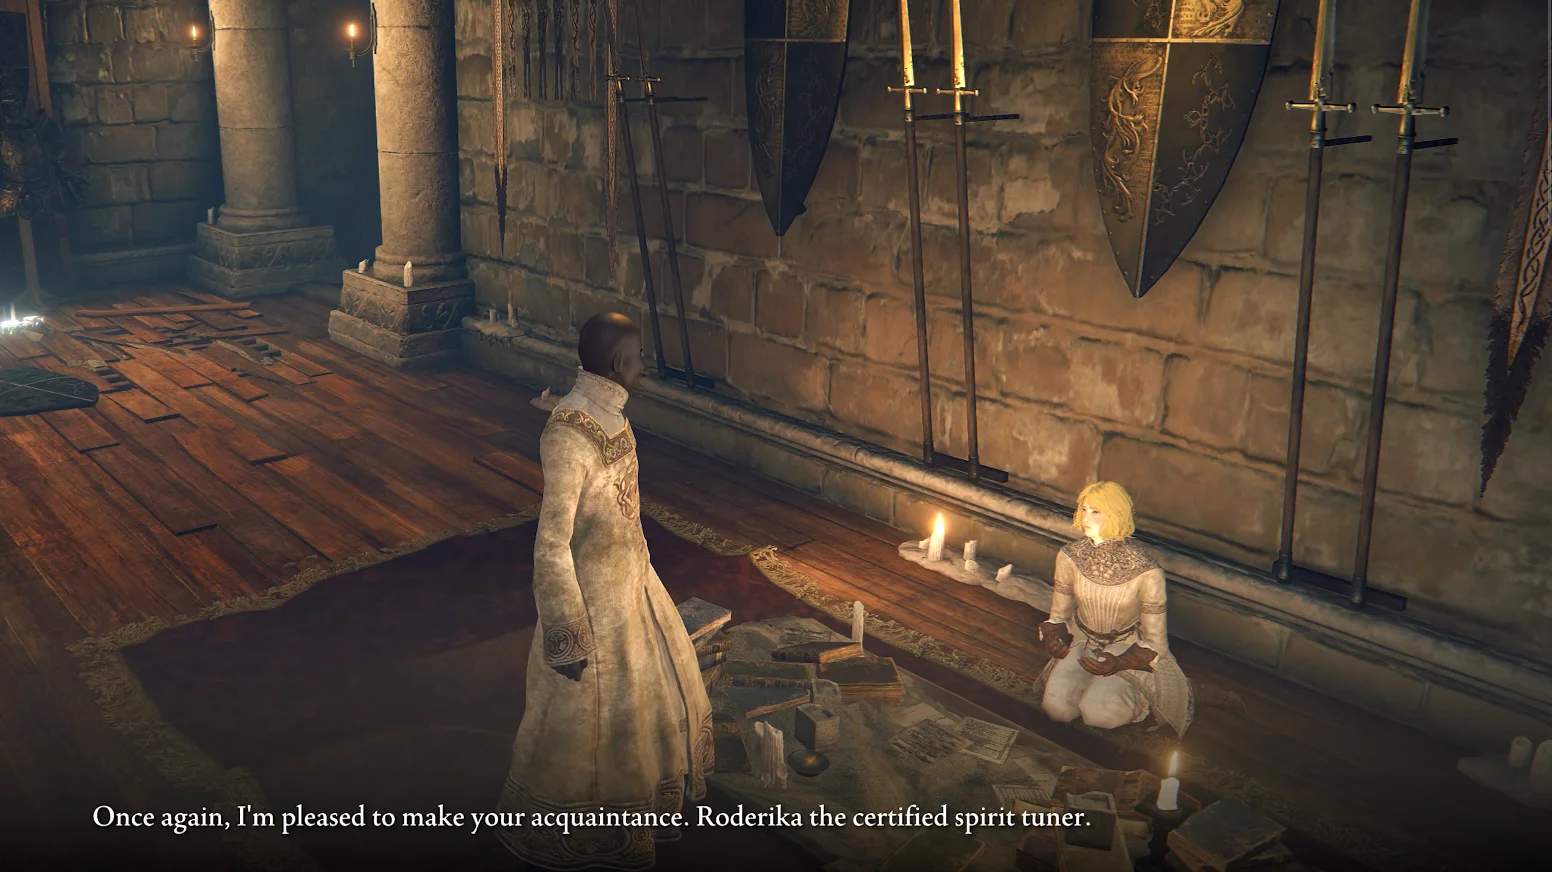 Once again, I'm pleased to make your acquaintance. Roderika the certified spirit tuner.